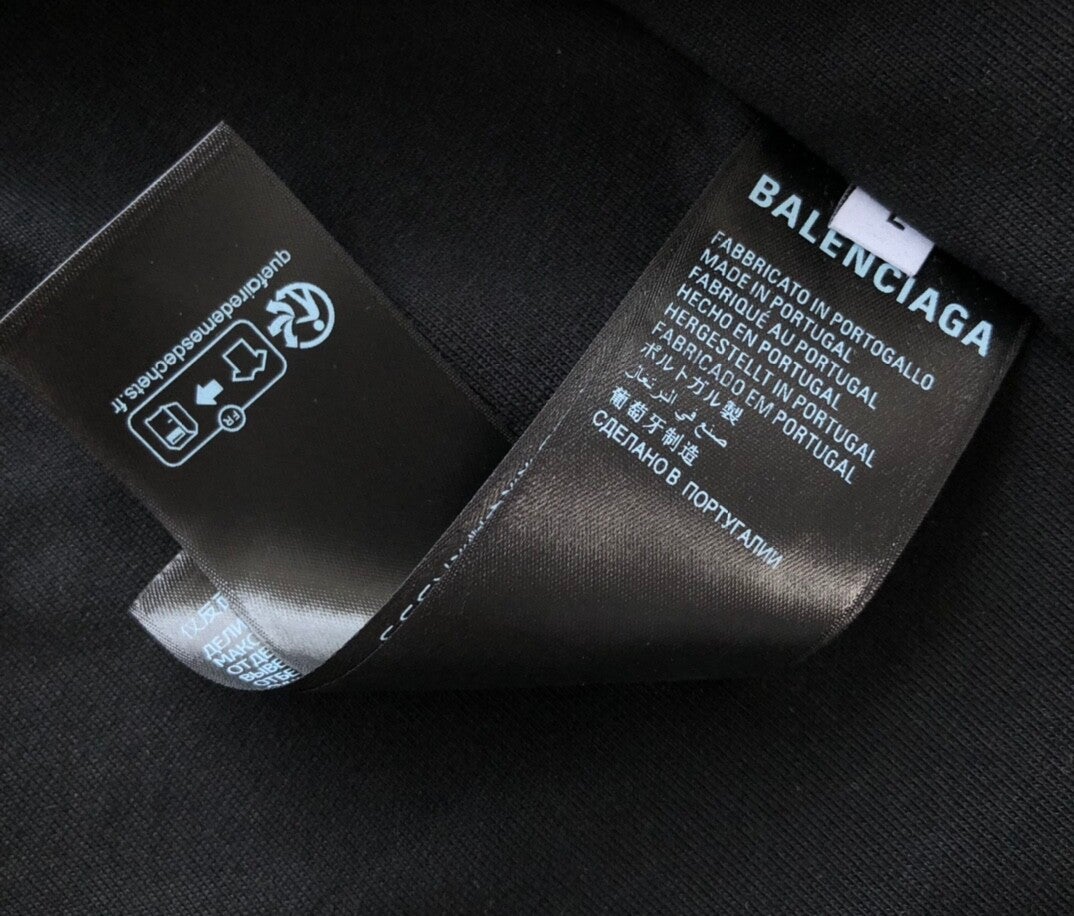 BALENCIAGA
FABBRICATO IN PORTOGALLO
MADE IN PORTUGAL
FABRIQUÉ AU PORTUGAL
HECHO EN PORTUGAL
HERGESTELLT IN PORTUGAL
FABRICADO EM PORTUGAL
ポルトガル製
صنع في البرتغال
葡萄牙制造
СДЕЛАНО В ПОРТУГАЛИИ
quefairedemesdechets.fr
FR